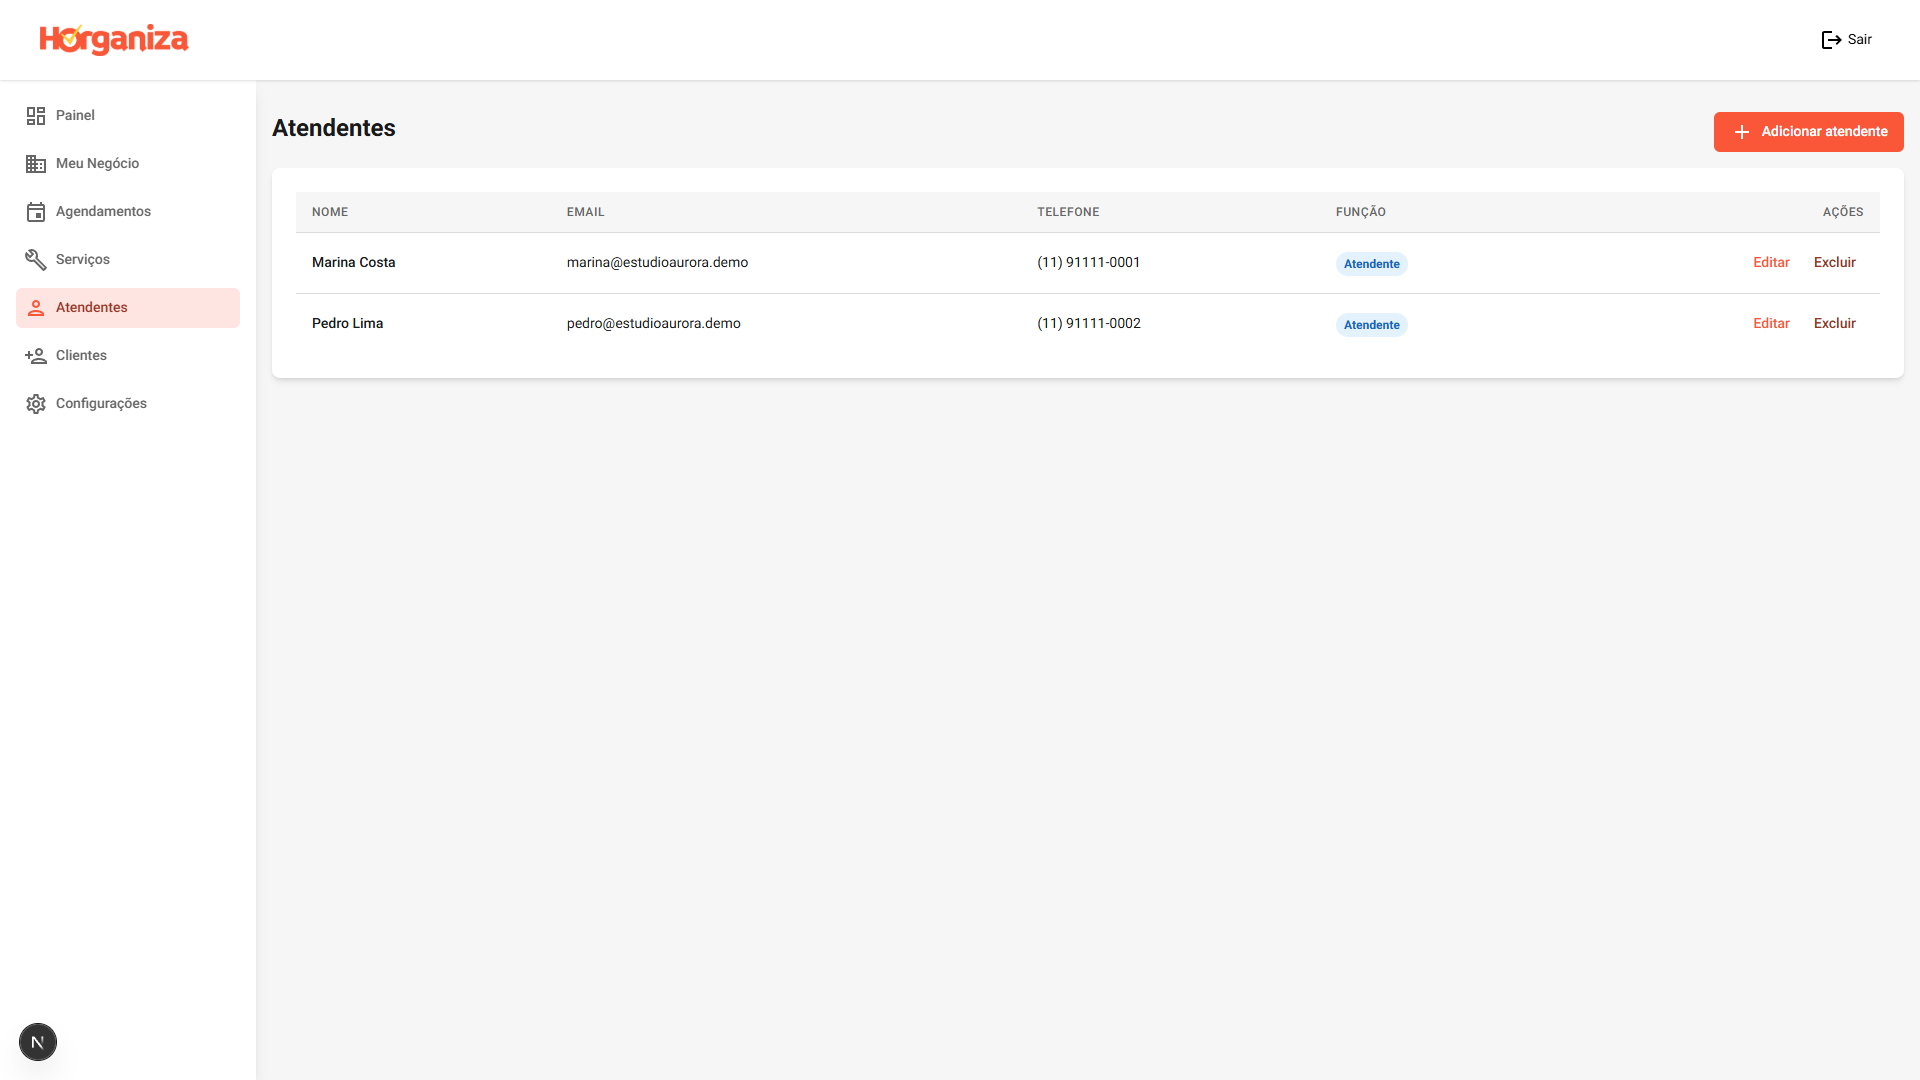 Horganiza
Sair
Painel
Meu Negócio
Agendamentos
Serviços
Atendentes
Clientes
Configurações
Atendentes
Adicionar atendente
NOME EMAIL TELEFONE FUNÇÃO AÇÕES
Marina Costa marina@estudioaurora.demo (11) 91111-0001 Atendente Editar Excluir
Pedro Lima pedro@estudioaurora.demo (11) 91111-0002 Atendente Editar Excluir
N